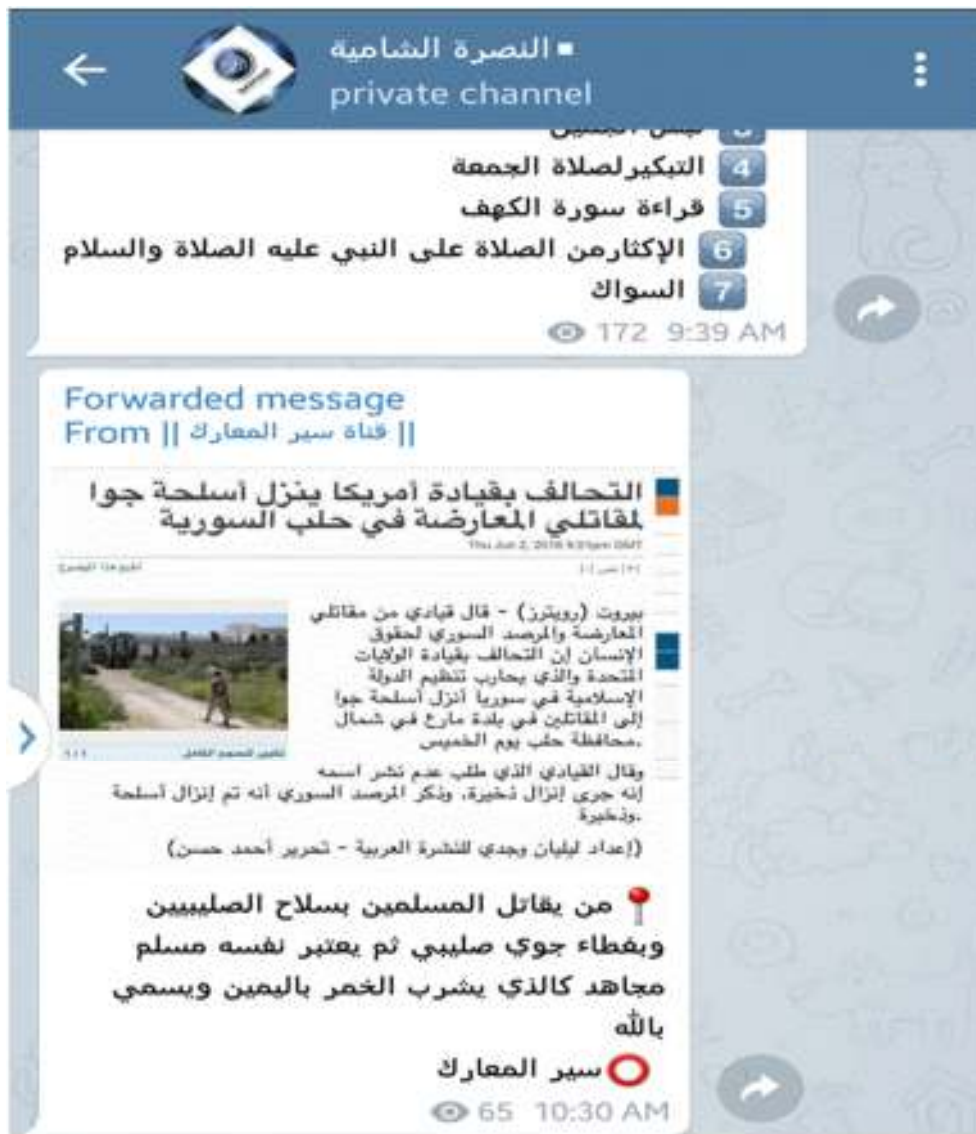 ■ النصرة الشامية
private channel
4 التبكيرلصلاة الجمعة
5 قراءة سورة الكهف
6 الإكثارمن الصلاة على النبي عليه الصلاة والسلام
7 السواك
172 9:39 AM
Forwarded message
From || قناة سير المعارك ||
التحالف بقيادة أمريكا ينزل أسلحة جوا
لمقاتلي المعارضة في حلب السورية
Thu Jun 2, 2016 GMT
بيروت (رويترز) - قال قيادي من مقاتلي
المعارضة والمرصد السوري لحقوق
الإنسان إن التحالف بقيادة الولايات
المتحدة والذي يحارب تنظيم الدولة
الإسلامية في سوريا أنزل أسلحة جوا
إلى المقاتلين في بلدة مارع في شمال
.محافظة حلب يوم الخميس
وقال القيادي الذي طلب عدم نشر اسمه
إنه جرى إنزال ذخيرة. وذكر المرصد السوري أنه تم إنزال أسلحة
.وذخيرة
(إعداد ليليان وجدي للنشرة العربية - تحرير أحمد حسن)
📍 من يقاتل المسلمين بسلاح الصليبيين
وبغطاء جوي صليبي ثم يعتبر نفسه مسلم
مجاهد كالذي يشرب الخمر باليمين ويسمي
بالله
⭕سير المعارك
65 10:30 AM